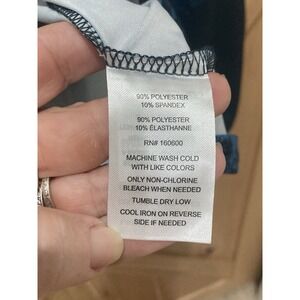 90% POLYESTER
10% SPANDEX
90% POLYESTER
10% ÉLASTHANNE
RN# 160600
MACHINE WASH COLD
WITH LIKE COLORS
ONLY NON-CHLORINE
BLEACH WHEN NEEDED
TUMBLE DRY LOW
COOL IRON ON REVERSE
SIDE IF NEEDED